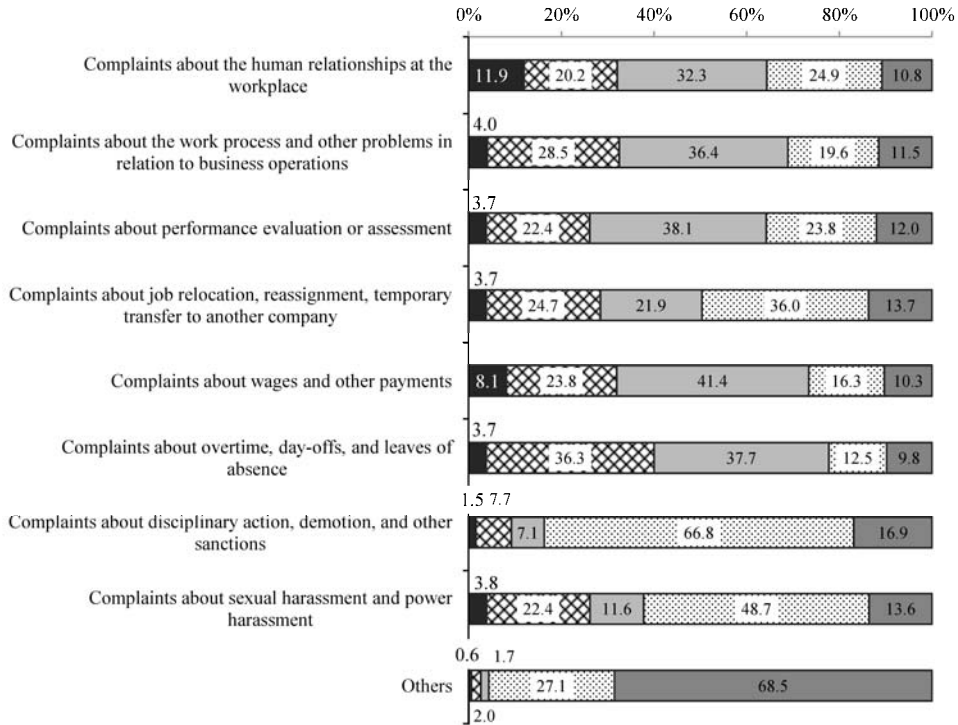 0% 20% 40% 60% 80% 100%
Complaints about the human relationships at the
workplace
11.9 20.2 32.3 24.9 10.8
4.0
Complaints about the work process and other problems in
relation to business operations
28.5 36.4 19.6 11.5
3.7
Complaints about performance evaluation or assessment
22.4 38.1 23.8 12.0
3.7
Complaints about job relocation, reassignment, temporary
transfer to another company
24.7 21.9 36.0 13.7
Complaints about wages and other payments
8.1 23.8 41.4 16.3 10.3
3.7
Complaints about overtime, day-offs, and leaves of
absence
36.3 37.7 12.5 9.8
1.5 7.7
Complaints about disciplinary action, demotion, and other
sanctions
7.1 66.8 16.9
3.8
Complaints about sexual harassment and power
harassment
22.4 11.6 48.7 13.6
0.6 1.7
Others
27.1 68.5
2.0